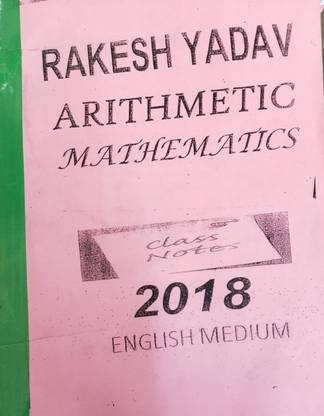 RAKESH YADAV
ARITHMETIC
MATHEMATICS
Class
Notes
2018
ENGLISH MEDIUM